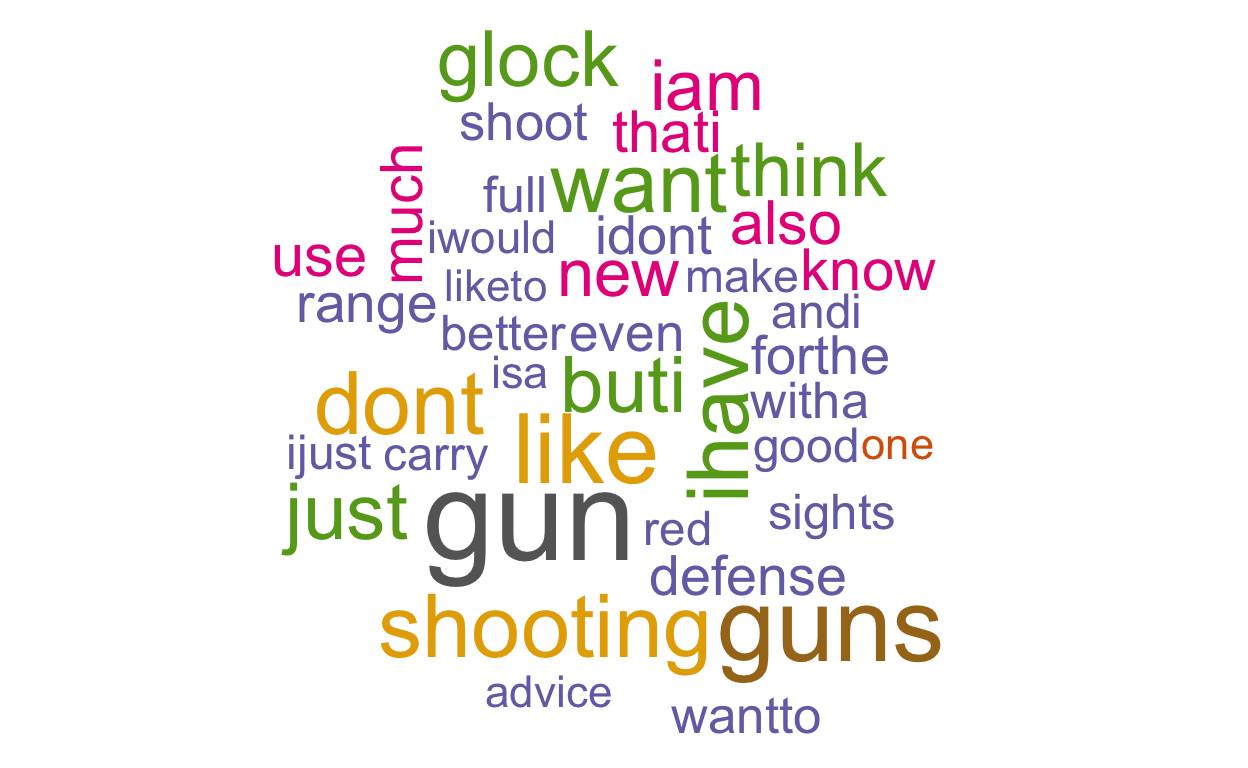 glock
iam
shoot
thati
much
want
think
full
iwould
idont
also
use
liketo
new
make
know
range
andi
better
even
ihave
forthe
isa
buti
dont
witha
like
ijust
carry
good
one
just
gun
red
sights
defense
shooting
guns
advice
wantto